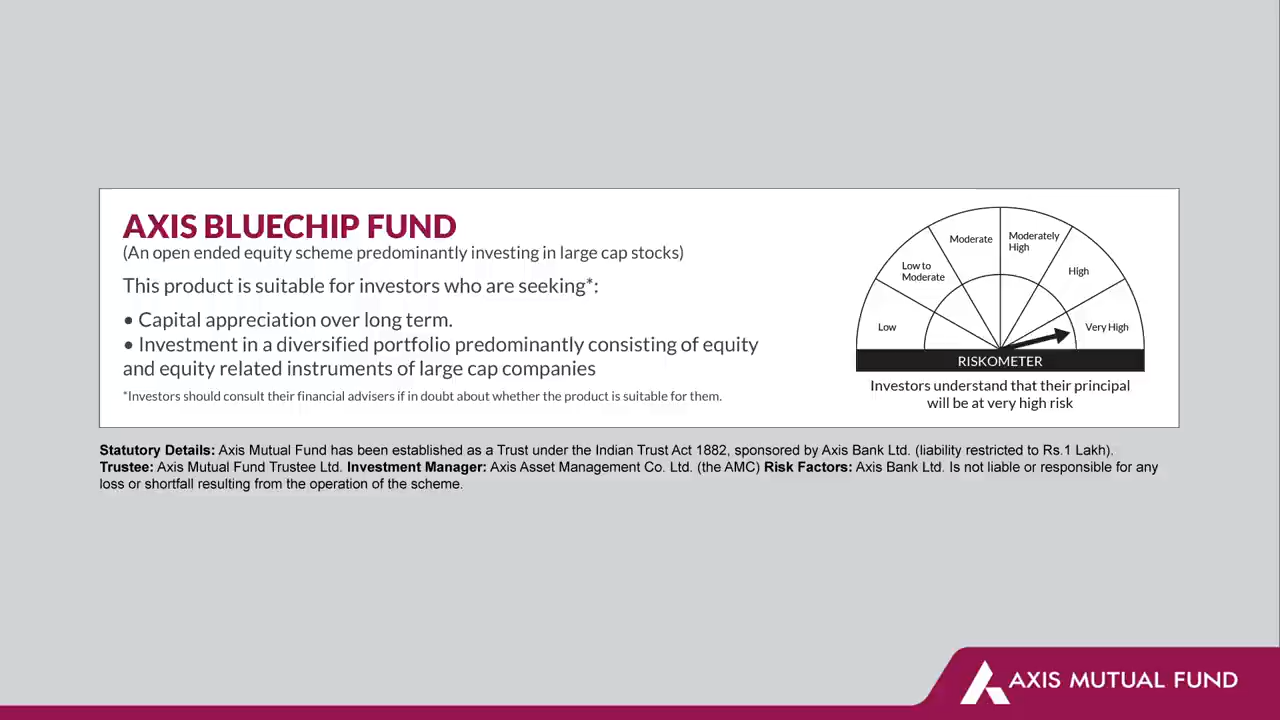 AXIS BLUECHIP FUND
(An open ended equity scheme predominantly investing in large cap stocks)
This product is suitable for investors who are seeking*:
• Capital appreciation over long term.
• Investment in a diversified portfolio predominantly consisting of equity
and equity related instruments of large cap companies
*Investors should consult their financial advisers if in doubt about whether the product is suitable for them.
Low
Low to
Moderate
Moderate
Moderately
High
High
Very High
RISKOMETER
Investors understand that their principal
will be at very high risk
Statutory Details: Axis Mutual Fund has been established as a Trust under the Indian Trust Act 1882, sponsored by Axis Bank Ltd. (liability restricted to Rs.1 Lakh).
Trustee: Axis Mutual Fund Trustee Ltd. Investment Manager: Axis Asset Management Co. Ltd. (the AMC) Risk Factors: Axis Bank Ltd. Is not liable or responsible for any
loss or shortfall resulting from the operation of the scheme.
AXIS MUTUAL FUND